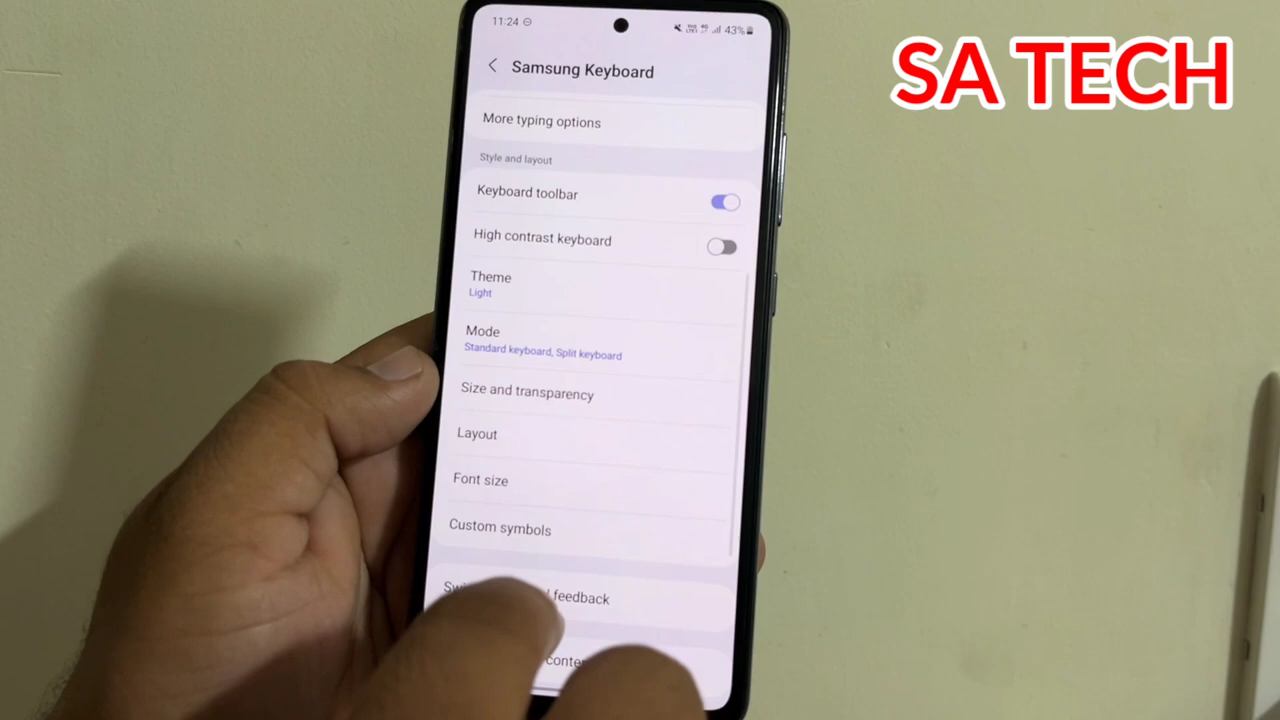 SA TECH
11:24
43%
Samsung Keyboard
More typing options
Style and layout
Keyboard toolbar
High contrast keyboard
Theme
Light
Mode
Standard keyboard, Split keyboard
Size and transparency
Layout
Font size
Custom symbols
feedback